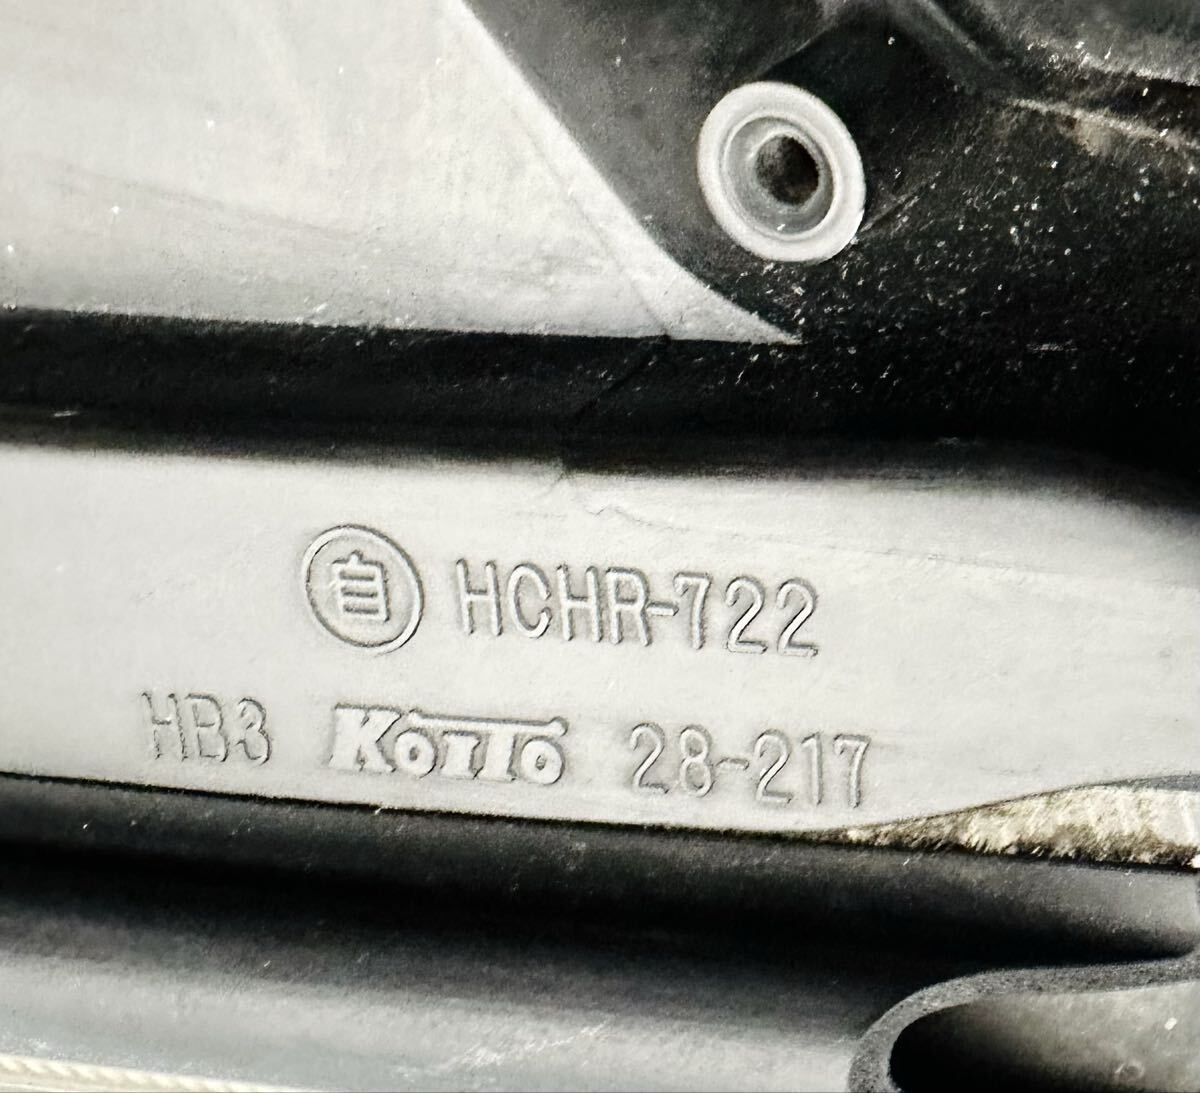 自 HCHR-722
HB3 KOITO 28-217